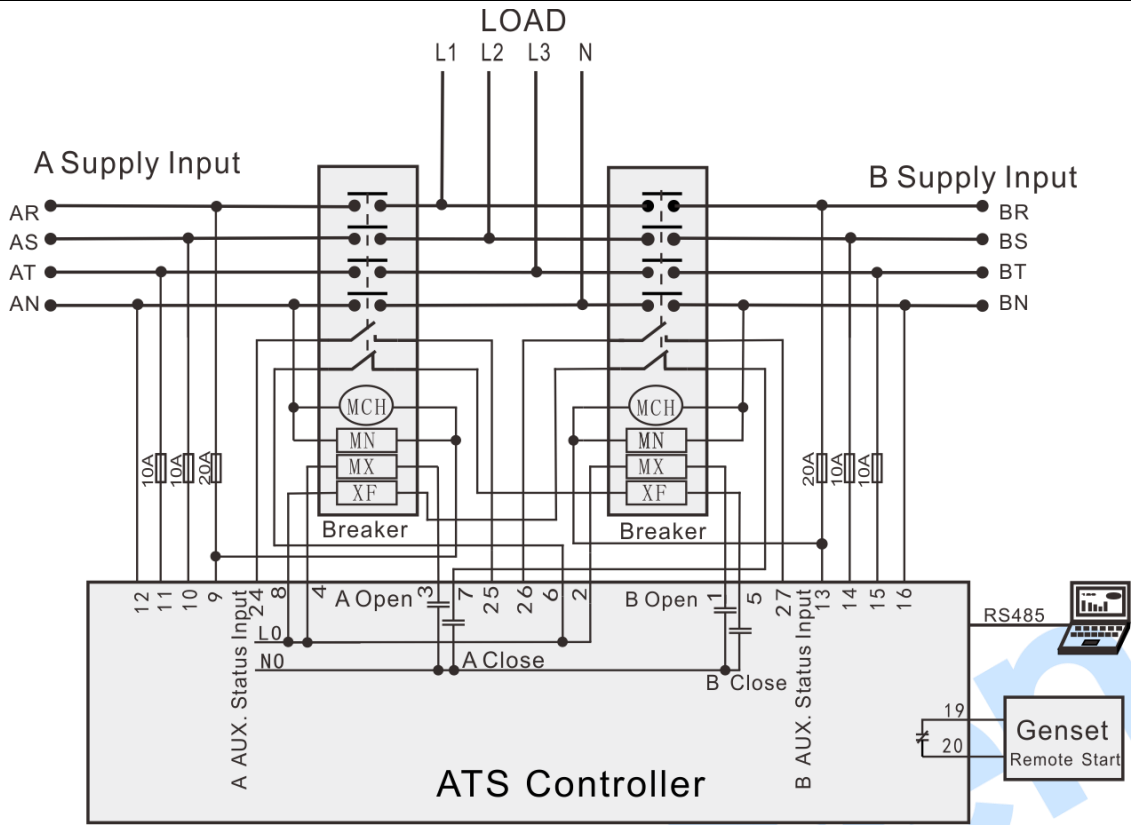 LOAD
L1 L2 L3 N
A Supply Input
B Supply Input
AR
AS
AT
AN
BR
BS
BT
BN
MCH
MN
MX
XF
Breaker
MCH
MN
MX
XF
Breaker
10A
10A
20A
20A
10A
10A
12
11
10
9
A AUX. Status Input
24
8
4
A Open
3
7
25
26
6
2
B Open
1
5
B AUX. Status Input
27
13
14
15
16
L0
N0
A Close
B Close
RS485
19
20
Genset
Remote Start
ATS Controller